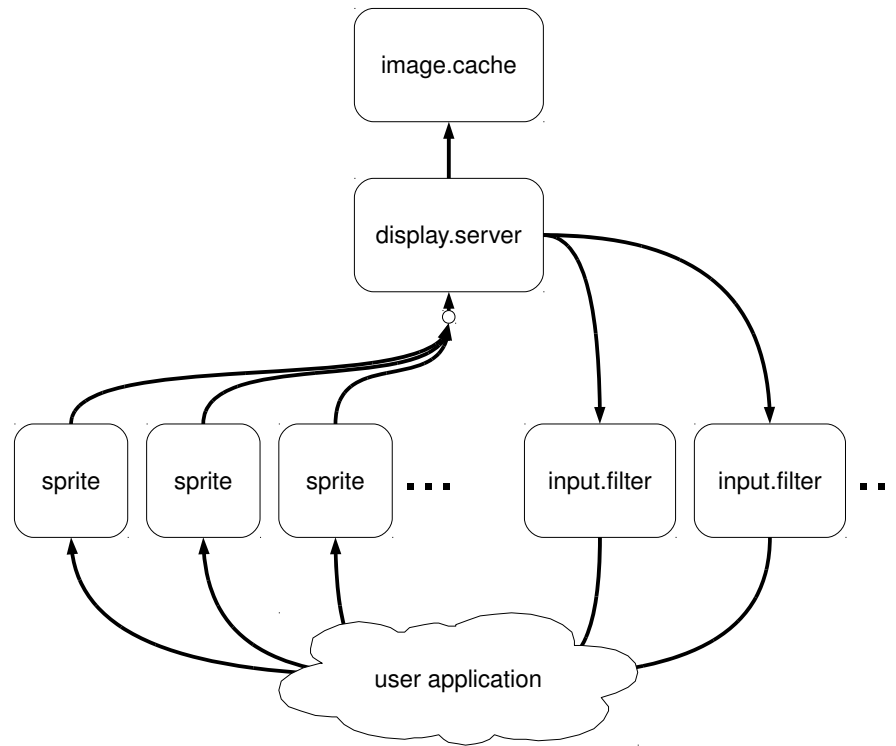 image.cache
display.server
sprite
sprite
sprite
input.filter
input.filter
user application